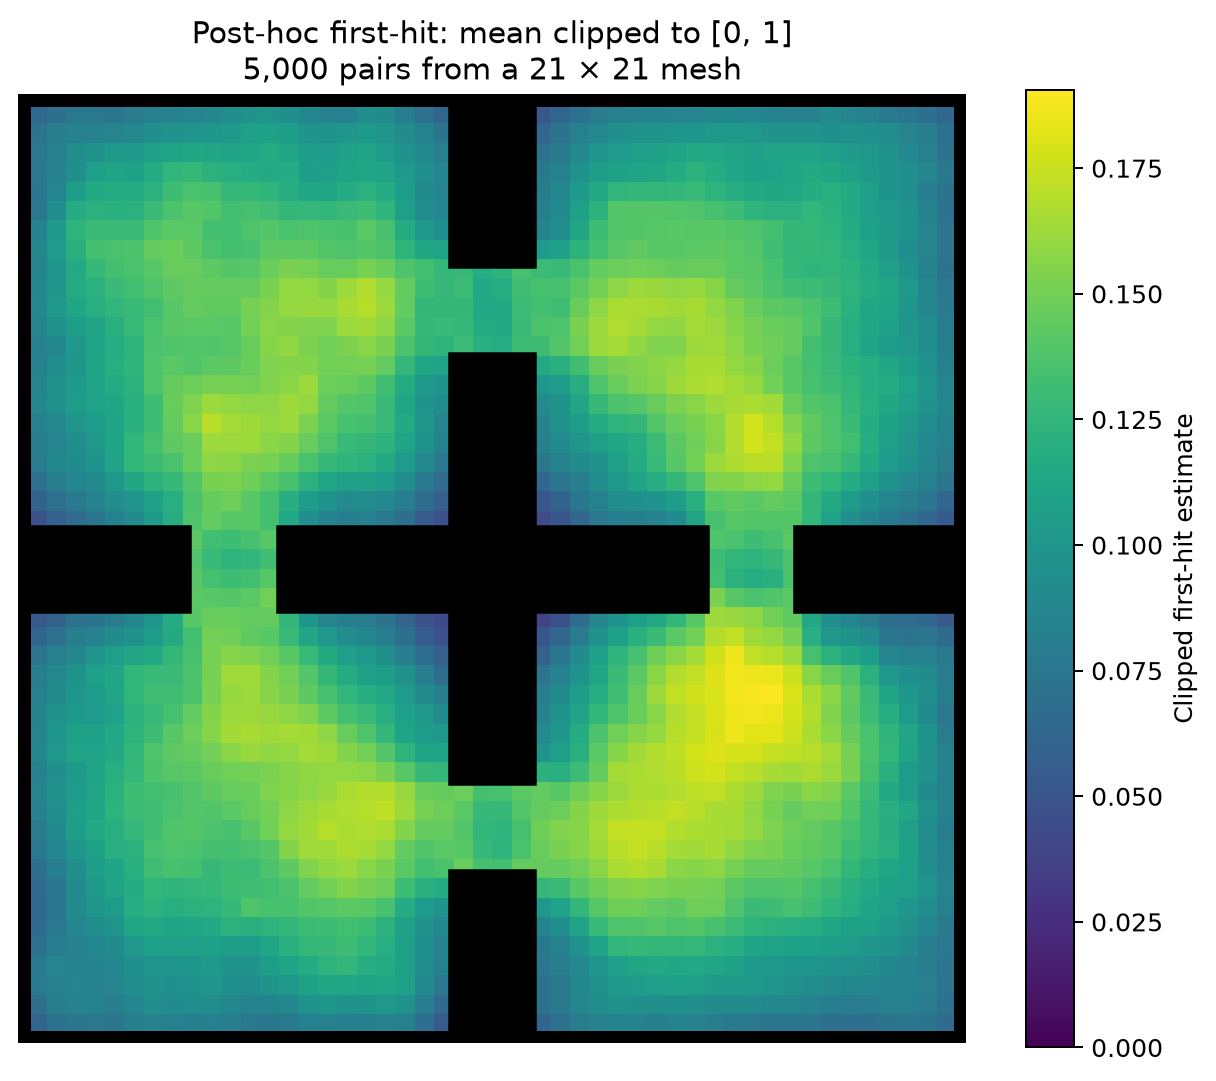 Post-hoc first-hit: mean clipped to [0, 1]
5,000 pairs from a 21 × 21 mesh
0.175
0.150
0.125
0.100
0.075
0.050
0.025
0.000
Clipped first-hit estimate